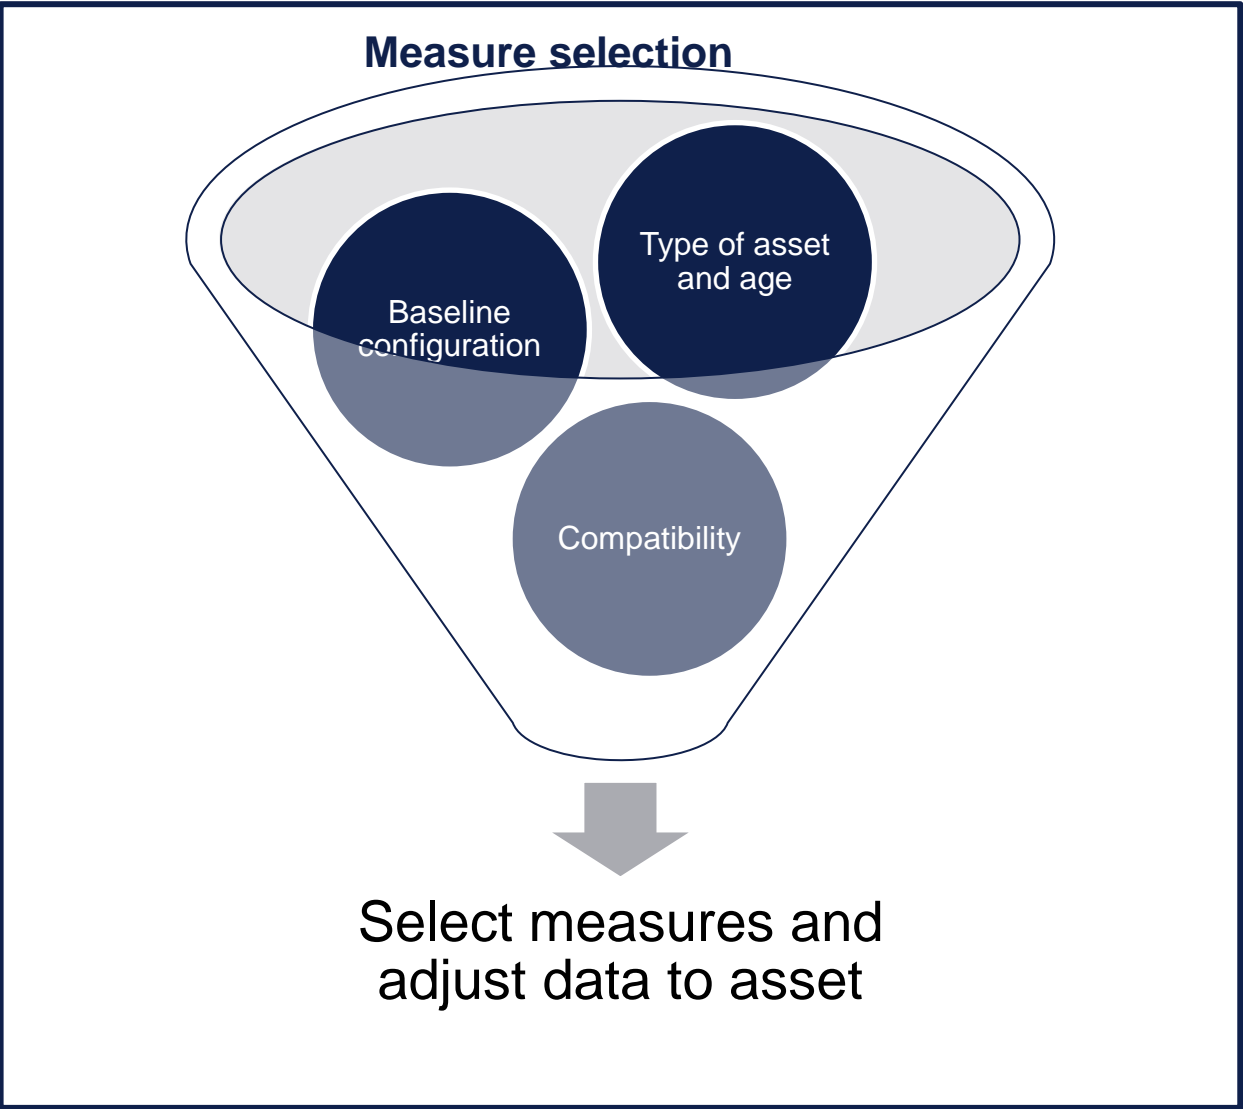 Measure selection
Type of asset
and age
Baseline
configuration
Compatibility
Select measures and
adjust data to asset